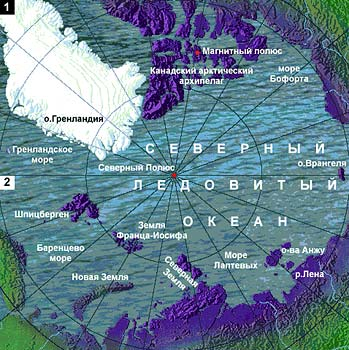 1
Магнитный полюс
Канадский арктический
архипелаг
море
Бофорта
о.Гренландия
СЕВЕРНЫЙ
Гренландское
море
Северный Полюс
о.Врангеля
2
ЛЕДОВИТЫЙ
Шпицберген
ОКЕАН
Земля
Франца-Иосифа
Баренцево
море
Море
Лаптевых
о-ва Анжу
Новая Земля
Северная
Земля
р.Лена